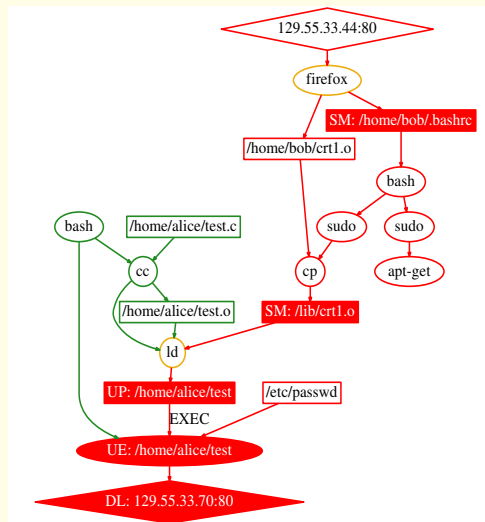 129.55.33.44:80
firefox
SM: /home/bob/.bashrc
/home/bob/crt1.o
bash
bash
/home/alice/test.c
sudo
sudo
cc
cp
apt-get
/home/alice/test.o
SM: /lib/crt1.o
ld
UP: /home/alice/test
/etc/passwd
EXEC
UE: /home/alice/test
DL: 129.55.33.70:80